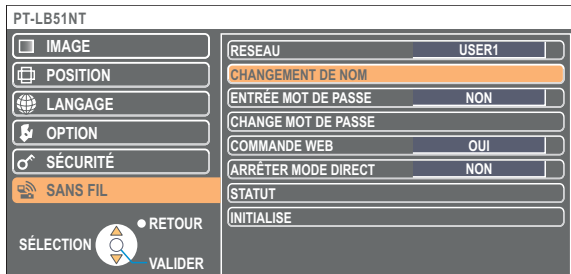 PT-LB51NT
IMAGE
POSITION
LANGAGE
OPTION
SÉCURITÉ
SANS FIL
RETOUR
SÉLECTION
VALIDER
RESEAU USER1
CHANGEMENT DE NOM
ENTRÉE MOT DE PASSE NON
CHANGE MOT DE PASSE
COMMANDE WEB OUI
ARRÊTER MODE DIRECT NON
STATUT
INITIALISE